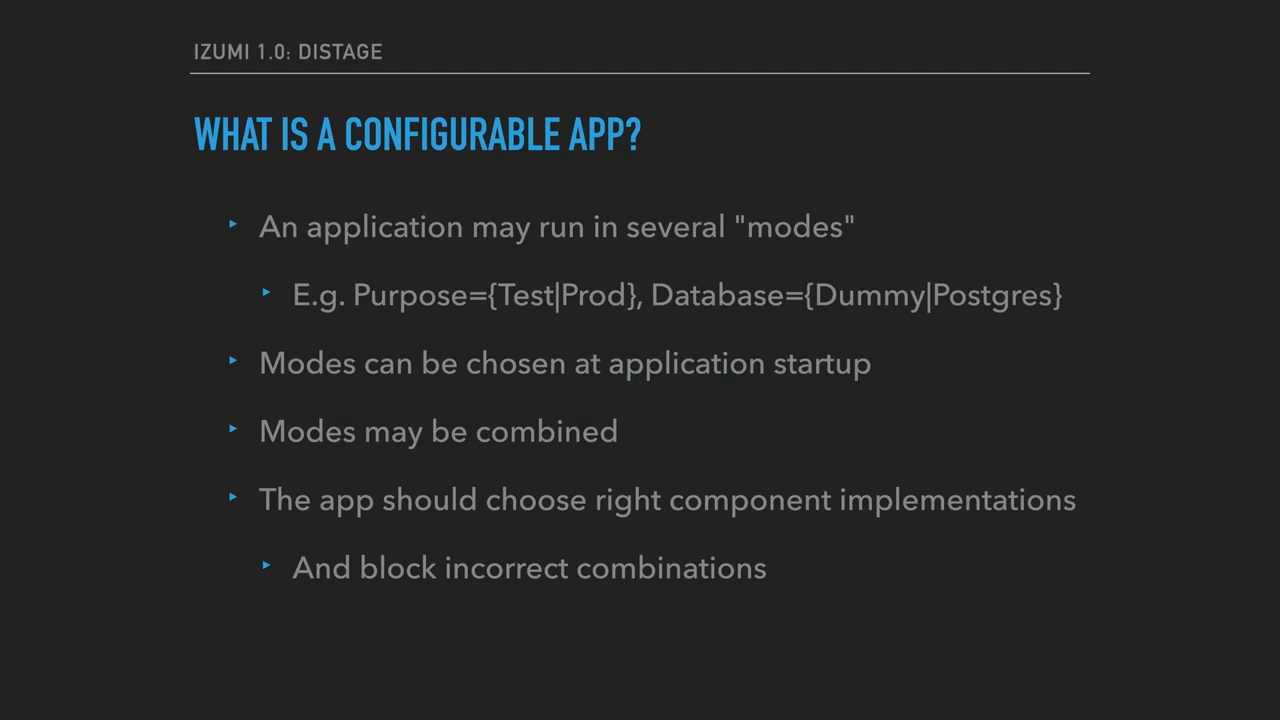 IZUMI 1.0: DISTAGE
WHAT IS A CONFIGURABLE APP?
An application may run in several "modes"
E.g. Purpose={Test|Prod}, Database={Dummy|Postgres}
Modes can be chosen at application startup
Modes may be combined
The app should choose right component implementations
And block incorrect combinations